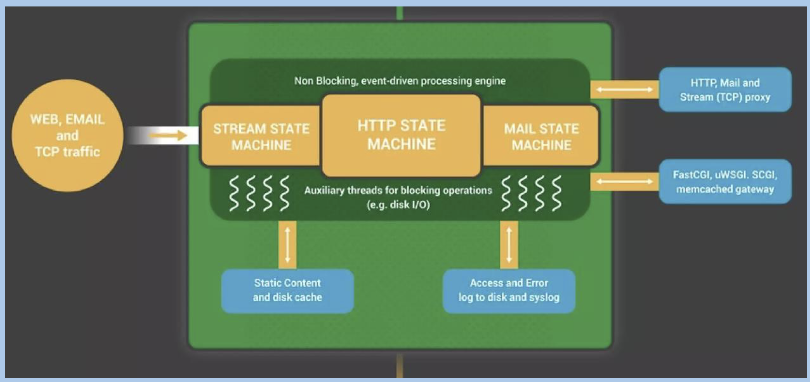 Non Blocking, event-driven processing engine
WEB, EMAIL
and
TCP traffic
STREAM STATE
MACHINE
HTTP STATE
MACHINE
MAIL STATE
MACHINE
HTTP, Mail and
Stream (TCP) proxy
FastCGI, uWSGI. SCGI,
memcached gateway
Auxiliary threads for blocking operations
(e.g. disk I/O)
Static Content
and disk cache
Access and Error
log to disk and syslog